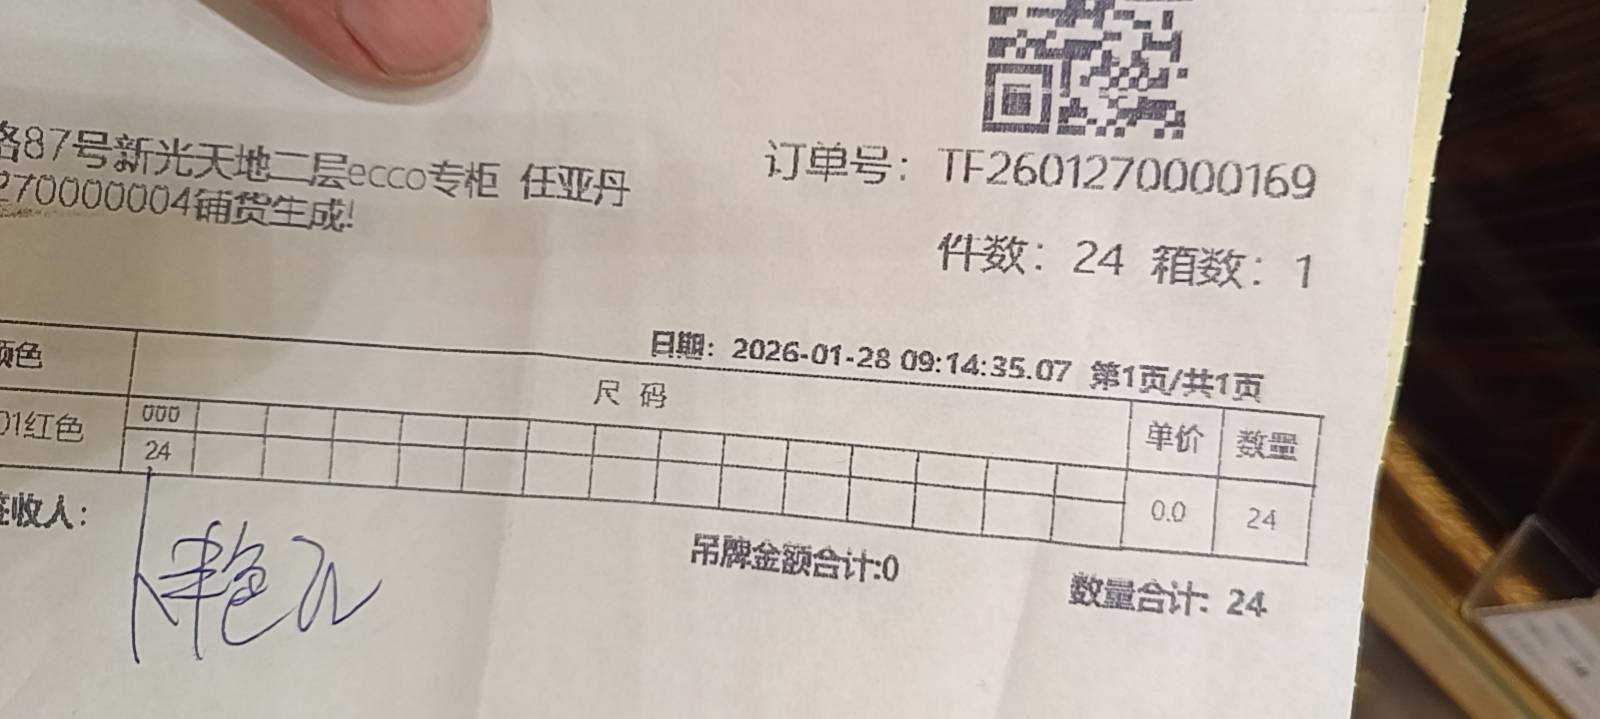 路87号新光天地二层ecco专柜 任亚丹
270000004铺货生成!
订单号: TF2601270000169
件数: 24 箱数: 1
日期: 2026-01-28 09:14:35.07 第1页/共1页
颜色 尺 码 单价 数量
000
01红色 24 0.0 24
签收人:
吊牌金额合计:0
数量合计: 24